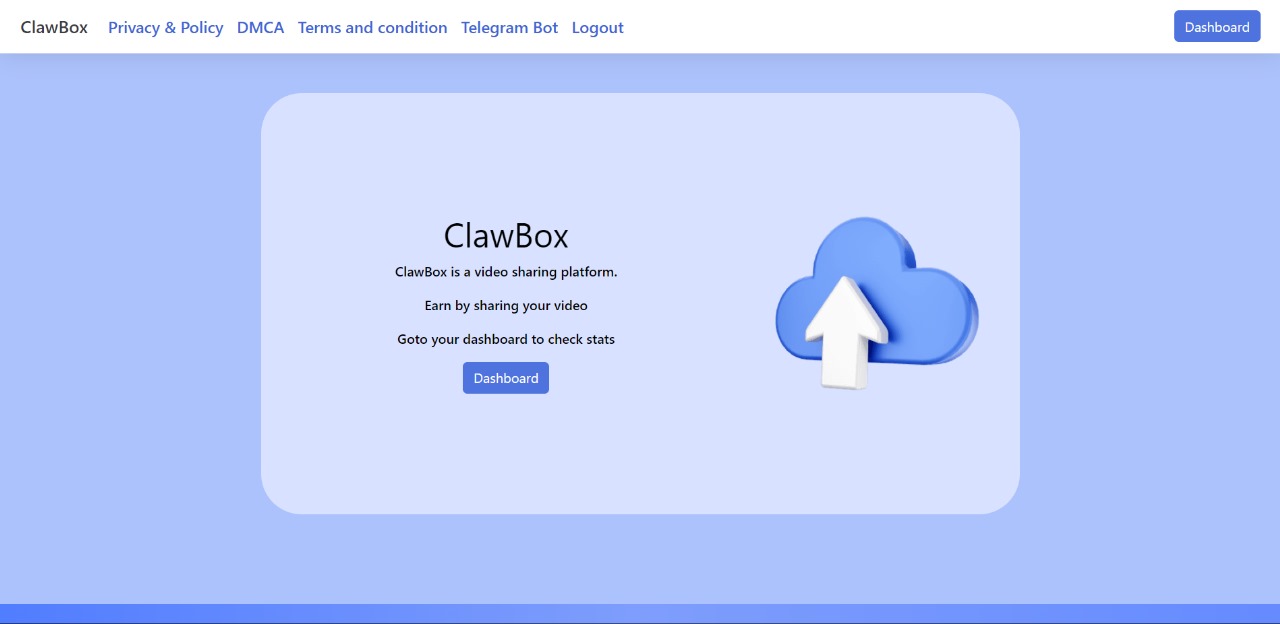 ClawBox Privacy & Policy DMCA Terms and condition Telegram Bot Logout Dashboard
ClawBox
ClawBox is a video sharing platform.
Earn by sharing your video
Goto your dashboard to check stats
Dashboard